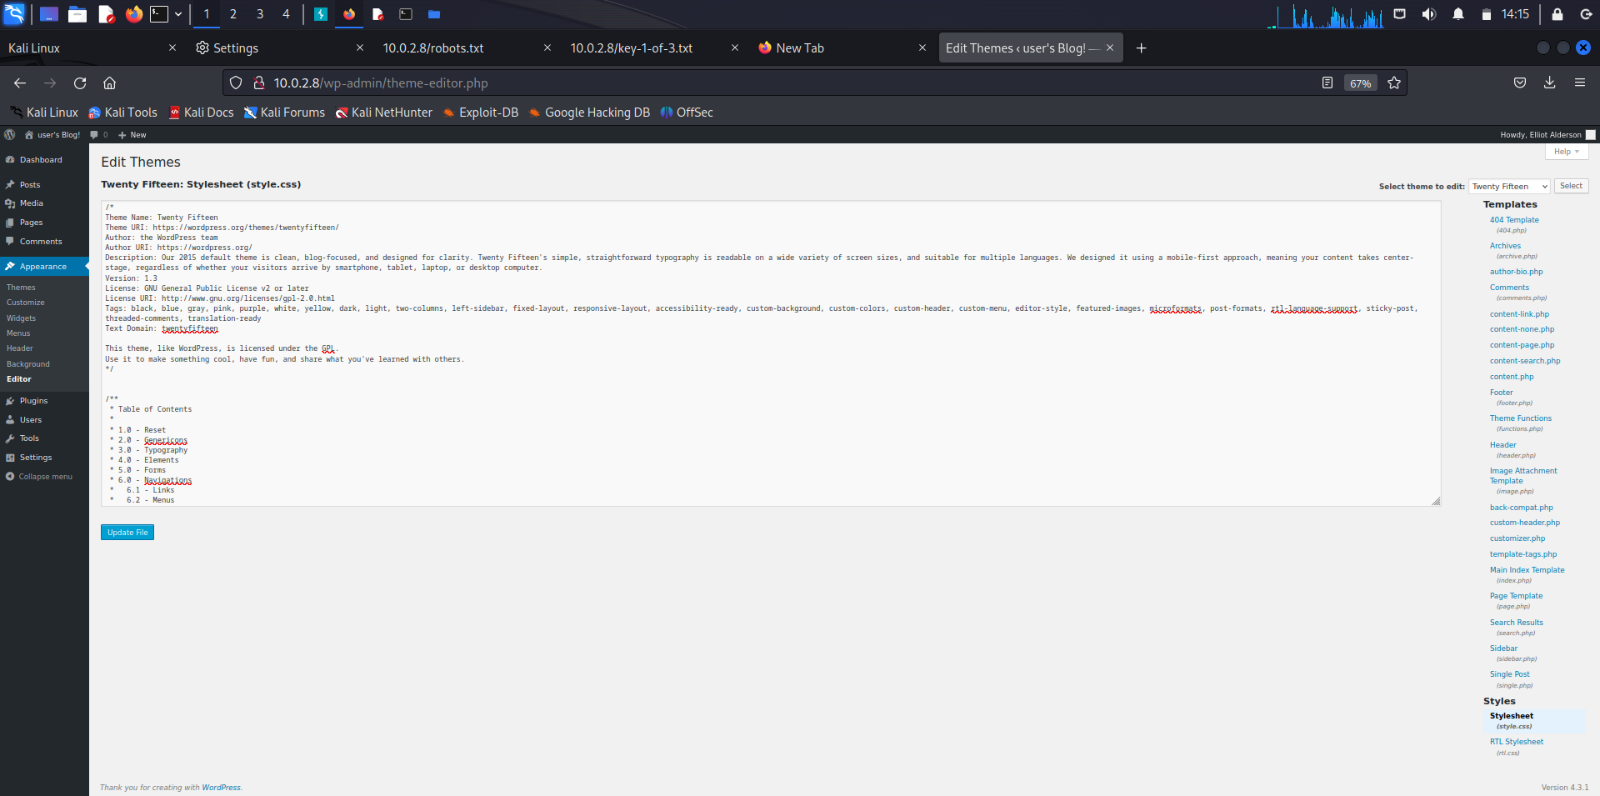 1 2 3 4 14:15
Kali Linux Settings 10.0.2.8/robots.txt 10.0.2.8/key-1-of-3.txt New Tab Edit Themes ‹ user's Blog! —
10.0.2.8/wp-admin/theme-editor.php 67%
Kali Linux Kali Tools Kali Docs Kali Forums Kali NetHunter Exploit-DB Google Hacking DB OffSec
user's Blog! 0 New Howdy, Elliot Alderson
Help
Dashboard
Posts
Media
Pages
Comments
Appearance
Themes
Customize
Widgets
Menus
Header
Background
Editor
Plugins
Users
Tools
Settings
Collapse menu
Edit Themes
Twenty Fifteen: Stylesheet (style.css)
Select theme to edit: Twenty Fifteen Select
/*
Theme Name: Twenty Fifteen
Theme URI: https://wordpress.org/themes/twentyfifteen/
Author: the WordPress team
Author URI: https://wordpress.org/
Description: Our 2015 default theme is clean, blog-focused, and designed for clarity. Twenty Fifteen's simple, straightforward typography is readable on a wide variety of screen sizes, and suitable for multiple languages. We designed it using a mobile-first approach, meaning your content takes center-
stage, regardless of whether your visitors arrive by smartphone, tablet, laptop, or desktop computer.
Version: 1.3
License: GNU General Public License v2 or later
License URI: http://www.gnu.org/licenses/gpl-2.0.html
Tags: black, blue, gray, pink, purple, white, yellow, dark, light, two-columns, left-sidebar, fixed-layout, responsive-layout, accessibility-ready, custom-background, custom-colors, custom-header, custom-menu, editor-style, featured-images, microformats, post-formats, rtl-language-support, sticky-post,
threaded-comments, translation-ready
Text Domain: twentyfifteen
This theme, like WordPress, is licensed under the GPL.
Use it to make something cool, have fun, and share what you've learned with others.
*/
/**
* Table of Contents
*
* 1.0 - Reset
* 2.0 - Genericons
* 3.0 - Typography
* 4.0 - Elements
* 5.0 - Forms
* 6.0 - Navigations
* 6.1 - Links
* 6.2 - Menus
Update File
Templates
404 Template
(404.php)
Archives
(archive.php)
author-bio.php
Comments
(comments.php)
content-link.php
content-none.php
content-page.php
content-search.php
content.php
Footer
(footer.php)
Theme Functions
(functions.php)
Header
(header.php)
Image Attachment
Template
(image.php)
back-compat.php
custom-header.php
customizer.php
template-tags.php
Main Index Template
(index.php)
Page Template
(page.php)
Search Results
(search.php)
Sidebar
(sidebar.php)
Single Post
(single.php)
Styles
Stylesheet
(style.css)
RTL Stylesheet
(rtl.css)
Thank you for creating with WordPress. Version 4.3.1